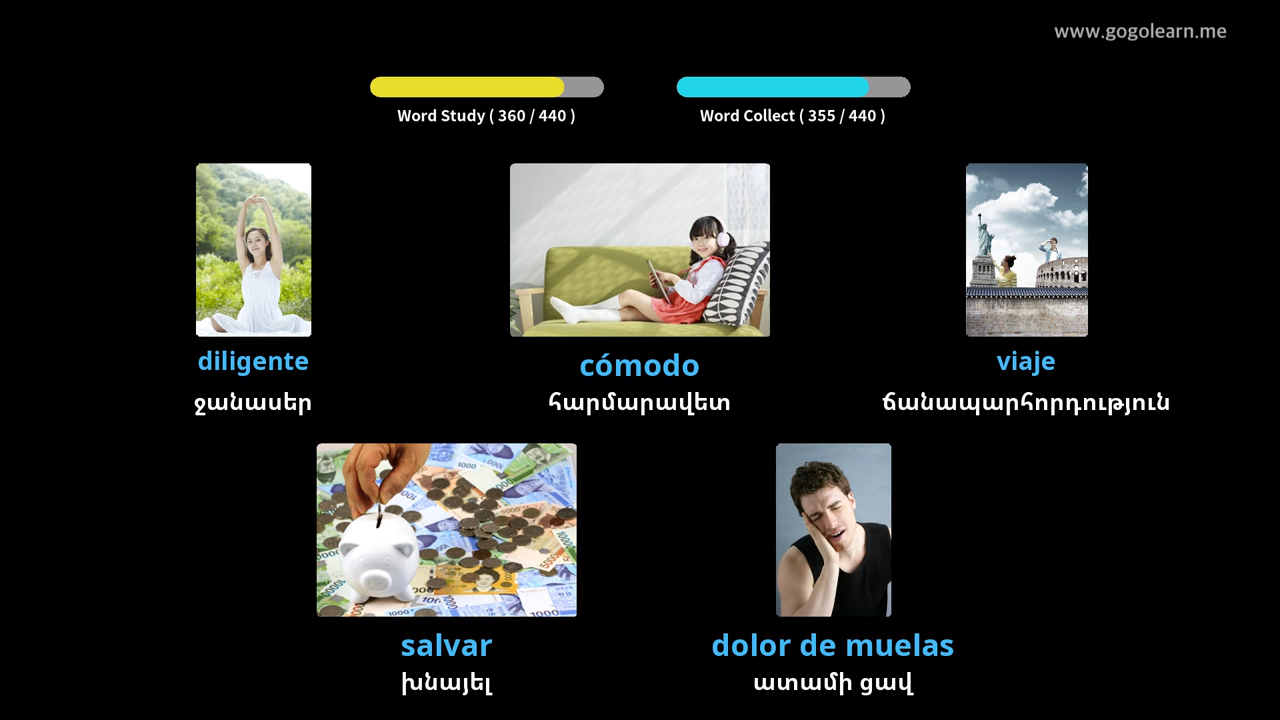 www.gogolearn.me
Word Study ( 360 / 440 )
Word Collect ( 355 / 440 )
diligente
ջանասեր
cómodo
հարմարավետ
viaje
ճանապարհորդություն
salvar
խնայել
dolor de muelas
ատամի ցավ